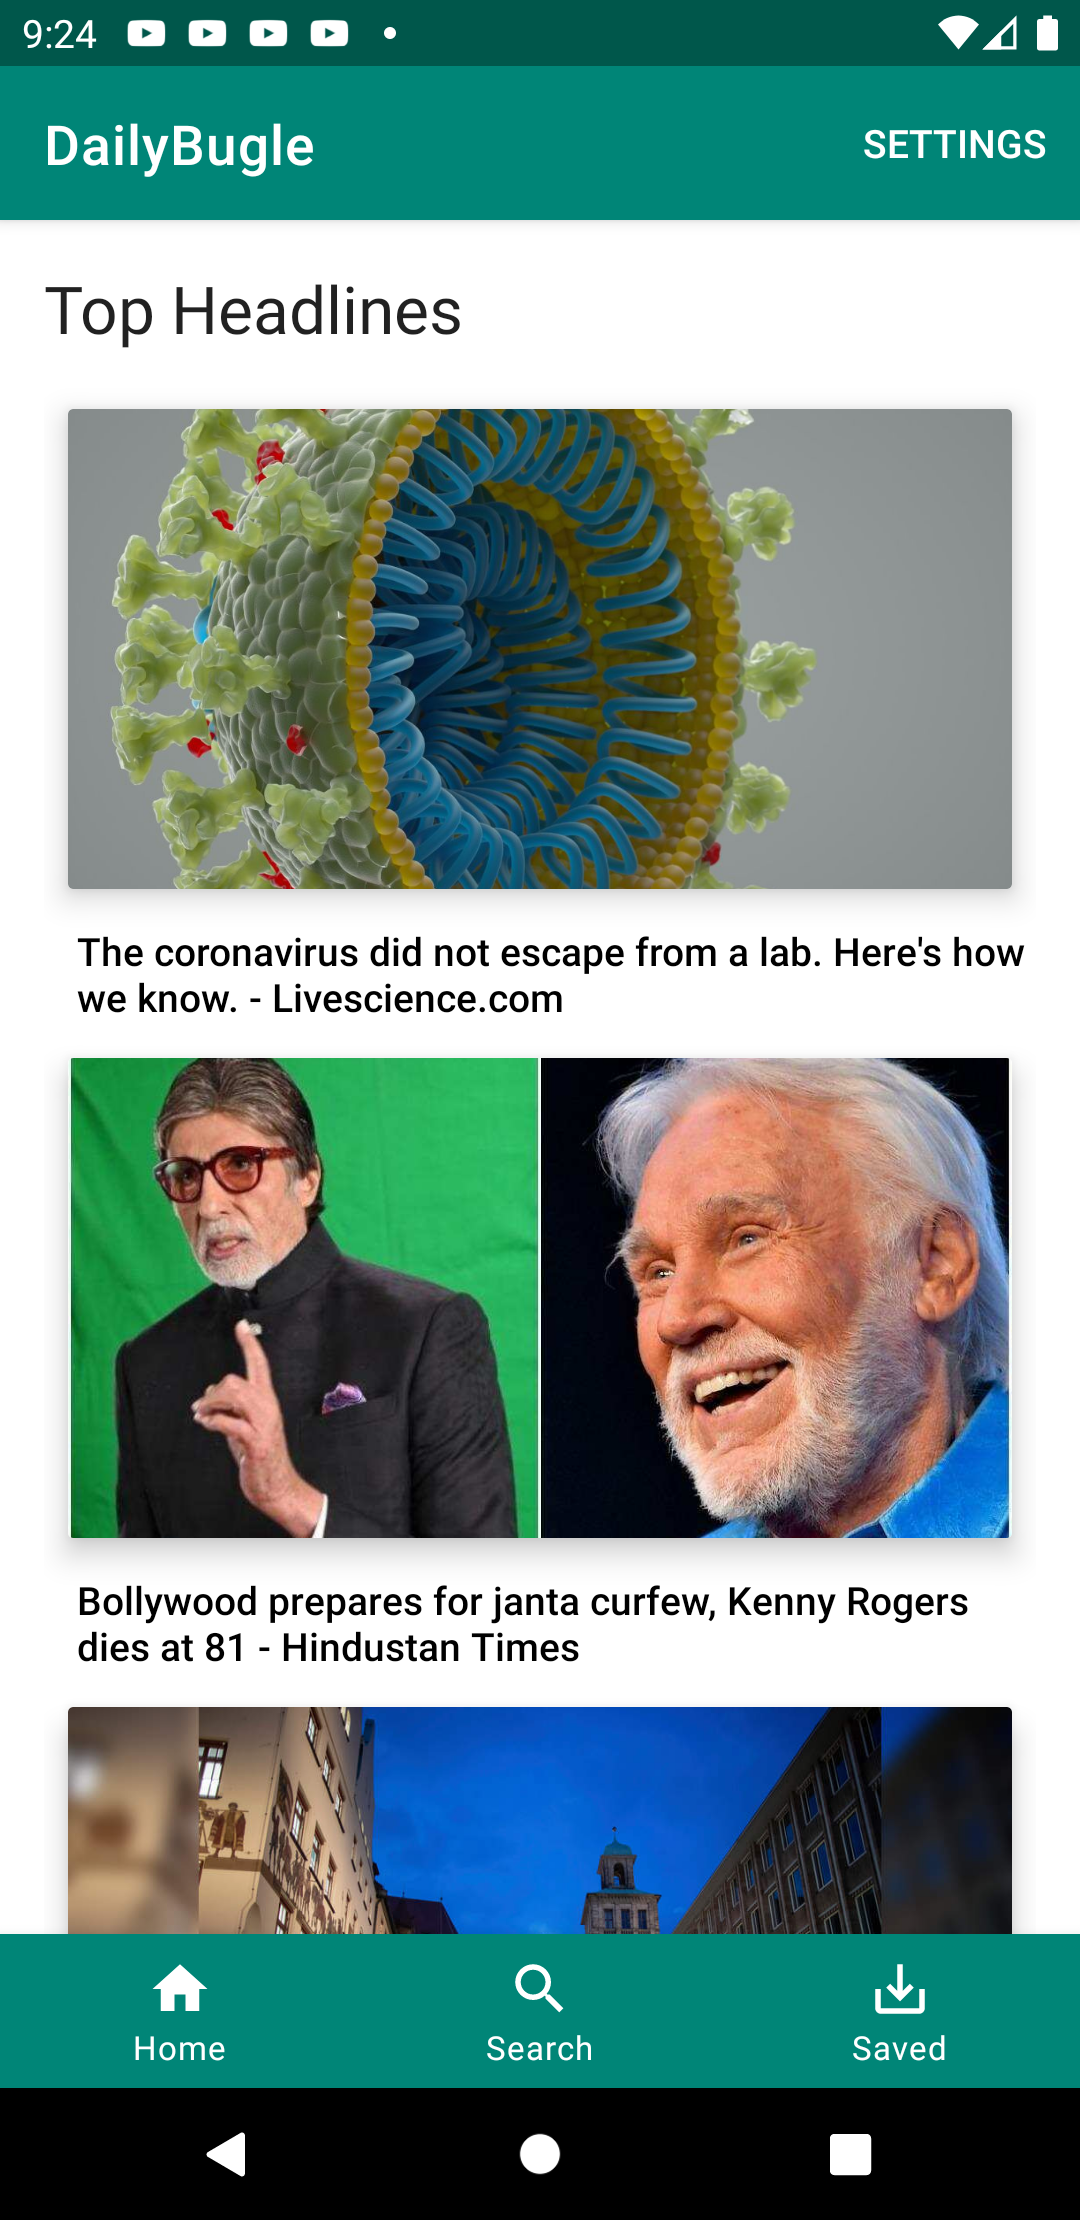 9:24
DailyBugle
SETTINGS
Top Headlines
The coronavirus did not escape from a lab. Here's how
we know. - Livescience.com
Bollywood prepares for janta curfew, Kenny Rogers
dies at 81 - Hindustan Times
Home
Search
Saved